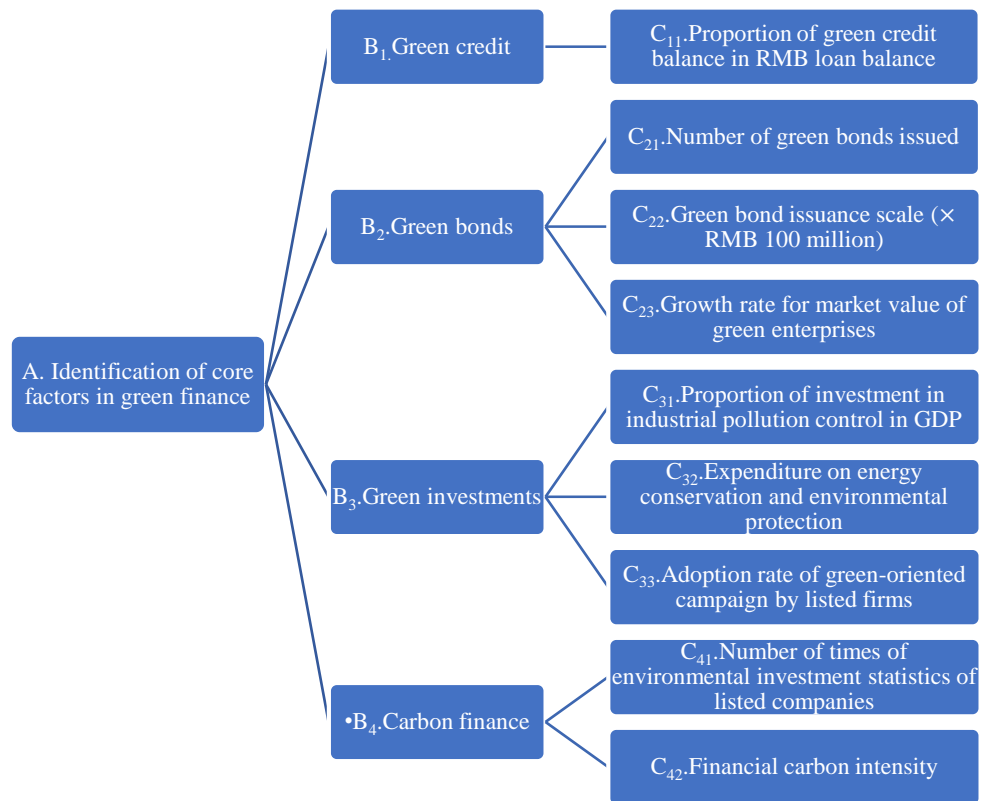 A. Identification of core
factors in green finance
B₁.Green credit
C₁₁.Proportion of green credit
balance in RMB loan balance
B₂.Green bonds
C₂₁.Number of green bonds issued
C₂₂.Green bond issuance scale (×
RMB 100 million)
C₂₃.Growth rate for market value of
green enterprises
B₃.Green investments
C₃₁.Proportion of investment in
industrial pollution control in GDP
C₃₂.Expenditure on energy
conservation and environmental
protection
C₃₃.Adoption rate of green-oriented
campaign by listed firms
•B₄.Carbon finance
C₄₁.Number of times of
environmental investment statistics of
listed companies
C₄₂.Financial carbon intensity